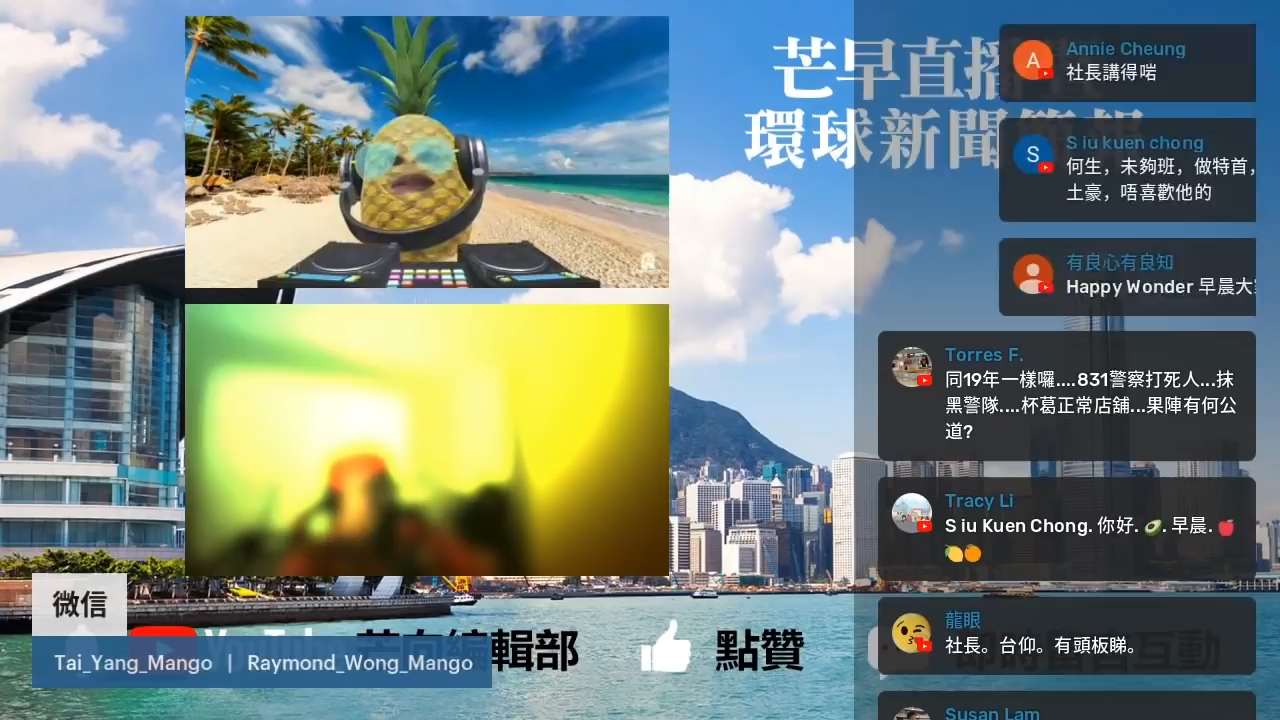 芒早直播
環球新聞
Annie Cheung
社長講得啱
S iu kuen chong
何生，未夠班，做特首，
土豪，唔喜歡他的
有良心有良知
Happy Wonder 早晨大
Torres F.
同19年一樣囉....831警察打死人...抹
黑警隊....杯葛正常店舖...果陣有何公
道?
Tracy Li
S iu Kuen Chong. 你好. 🥑. 早晨. 🍎
🍋🍊
龍眼
社長。台仰。有頭板睇。
Susan Lam
微信
Tai_Yang_Mango | Raymond_Wong_Mango
輯部
點贊
即時留言互動